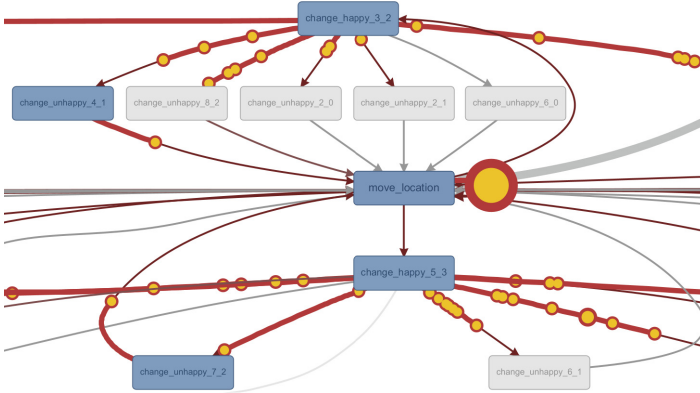 change_happy_3_2
change_unhappy_4_1
change_unhappy_8_2
change_unhappy_2_0
change_unhappy_2_1
change_unhappy_6_0
move_location
change_happy_5_3
change_unhappy_7_2
change_unhappy_6_1